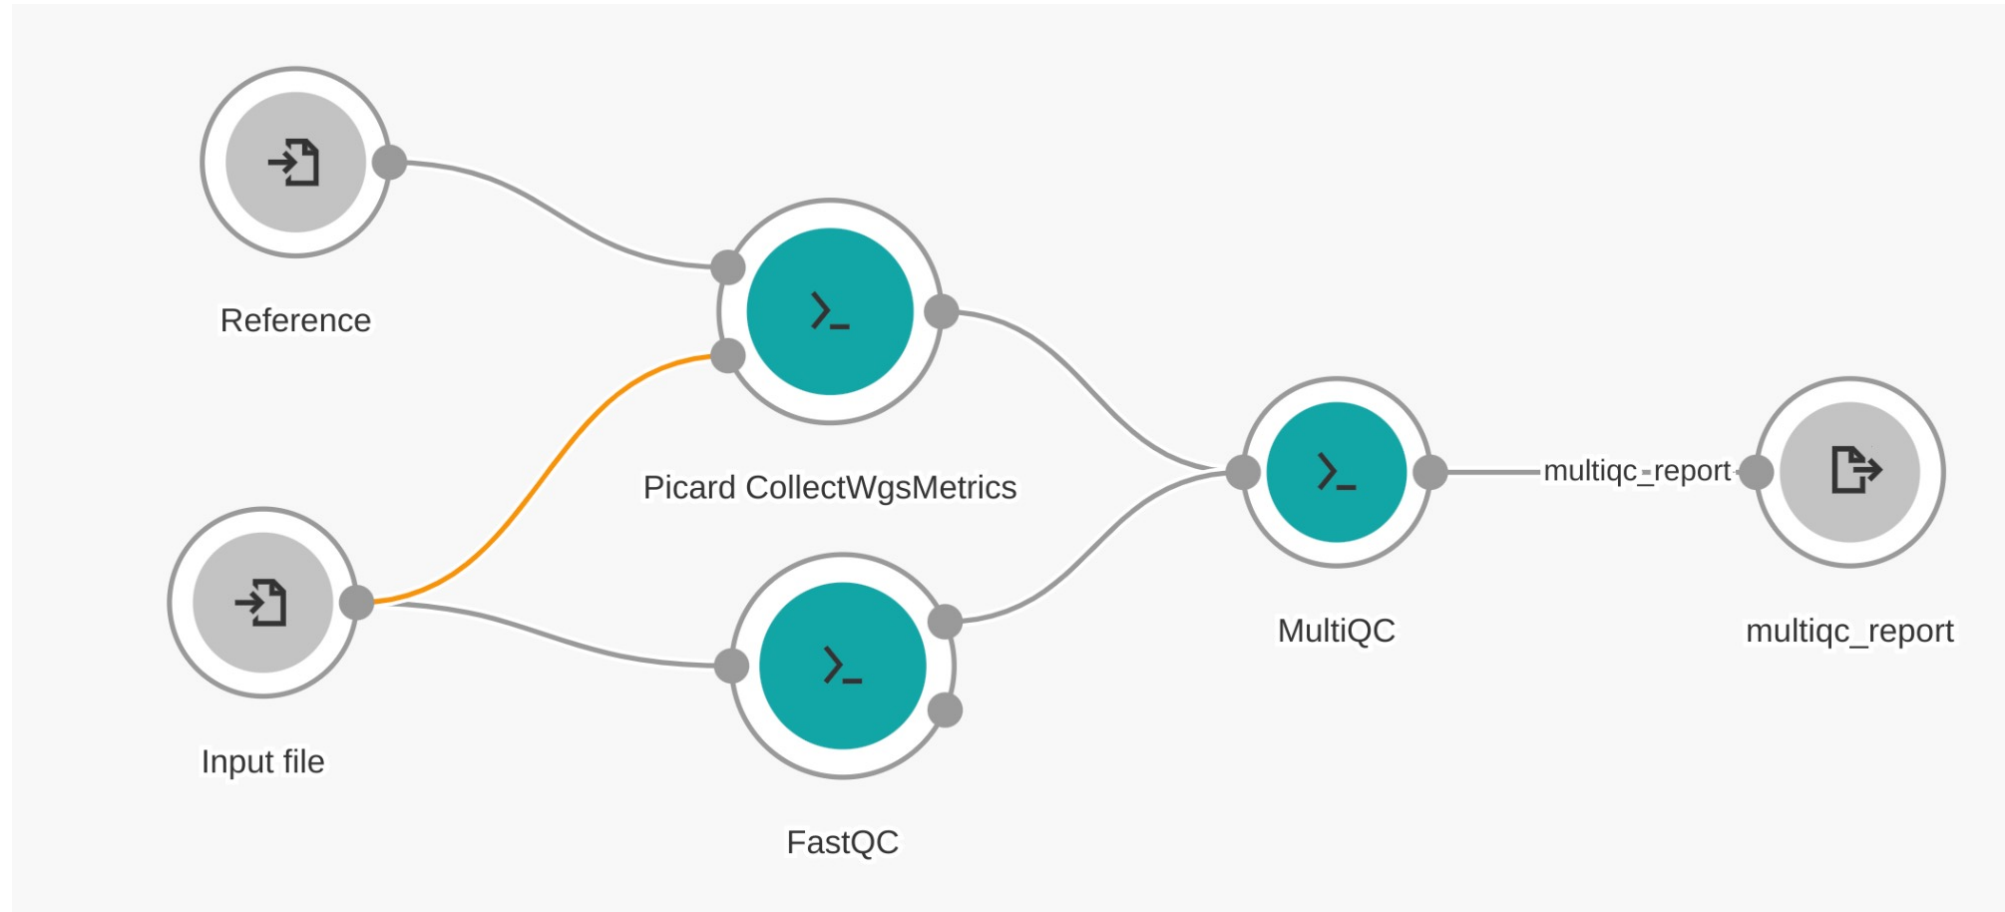 Reference
Picard CollectWgsMetrics
multiqc_report
MultiQC
multiqc_report
Input file
FastQC